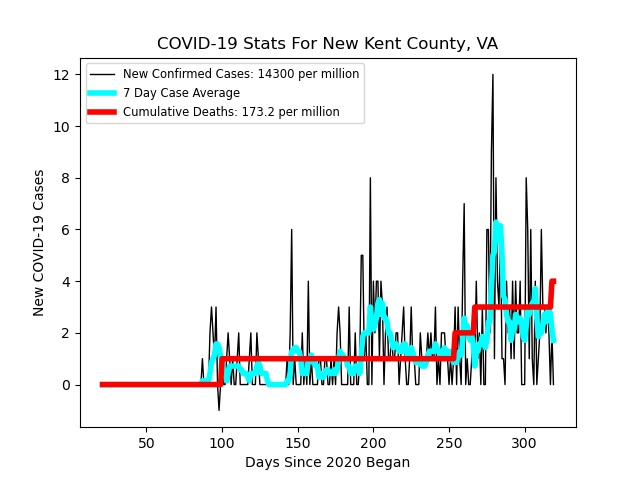 COVID-19 Stats For New Kent County, VA
New Confirmed Cases: 14300 per million
7 Day Case Average
Cumulative Deaths: 173.2 per million
New COVID-19 Cases
12
10
8
6
4
2
0
50
100
150
200
250
300
Days Since 2020 Began